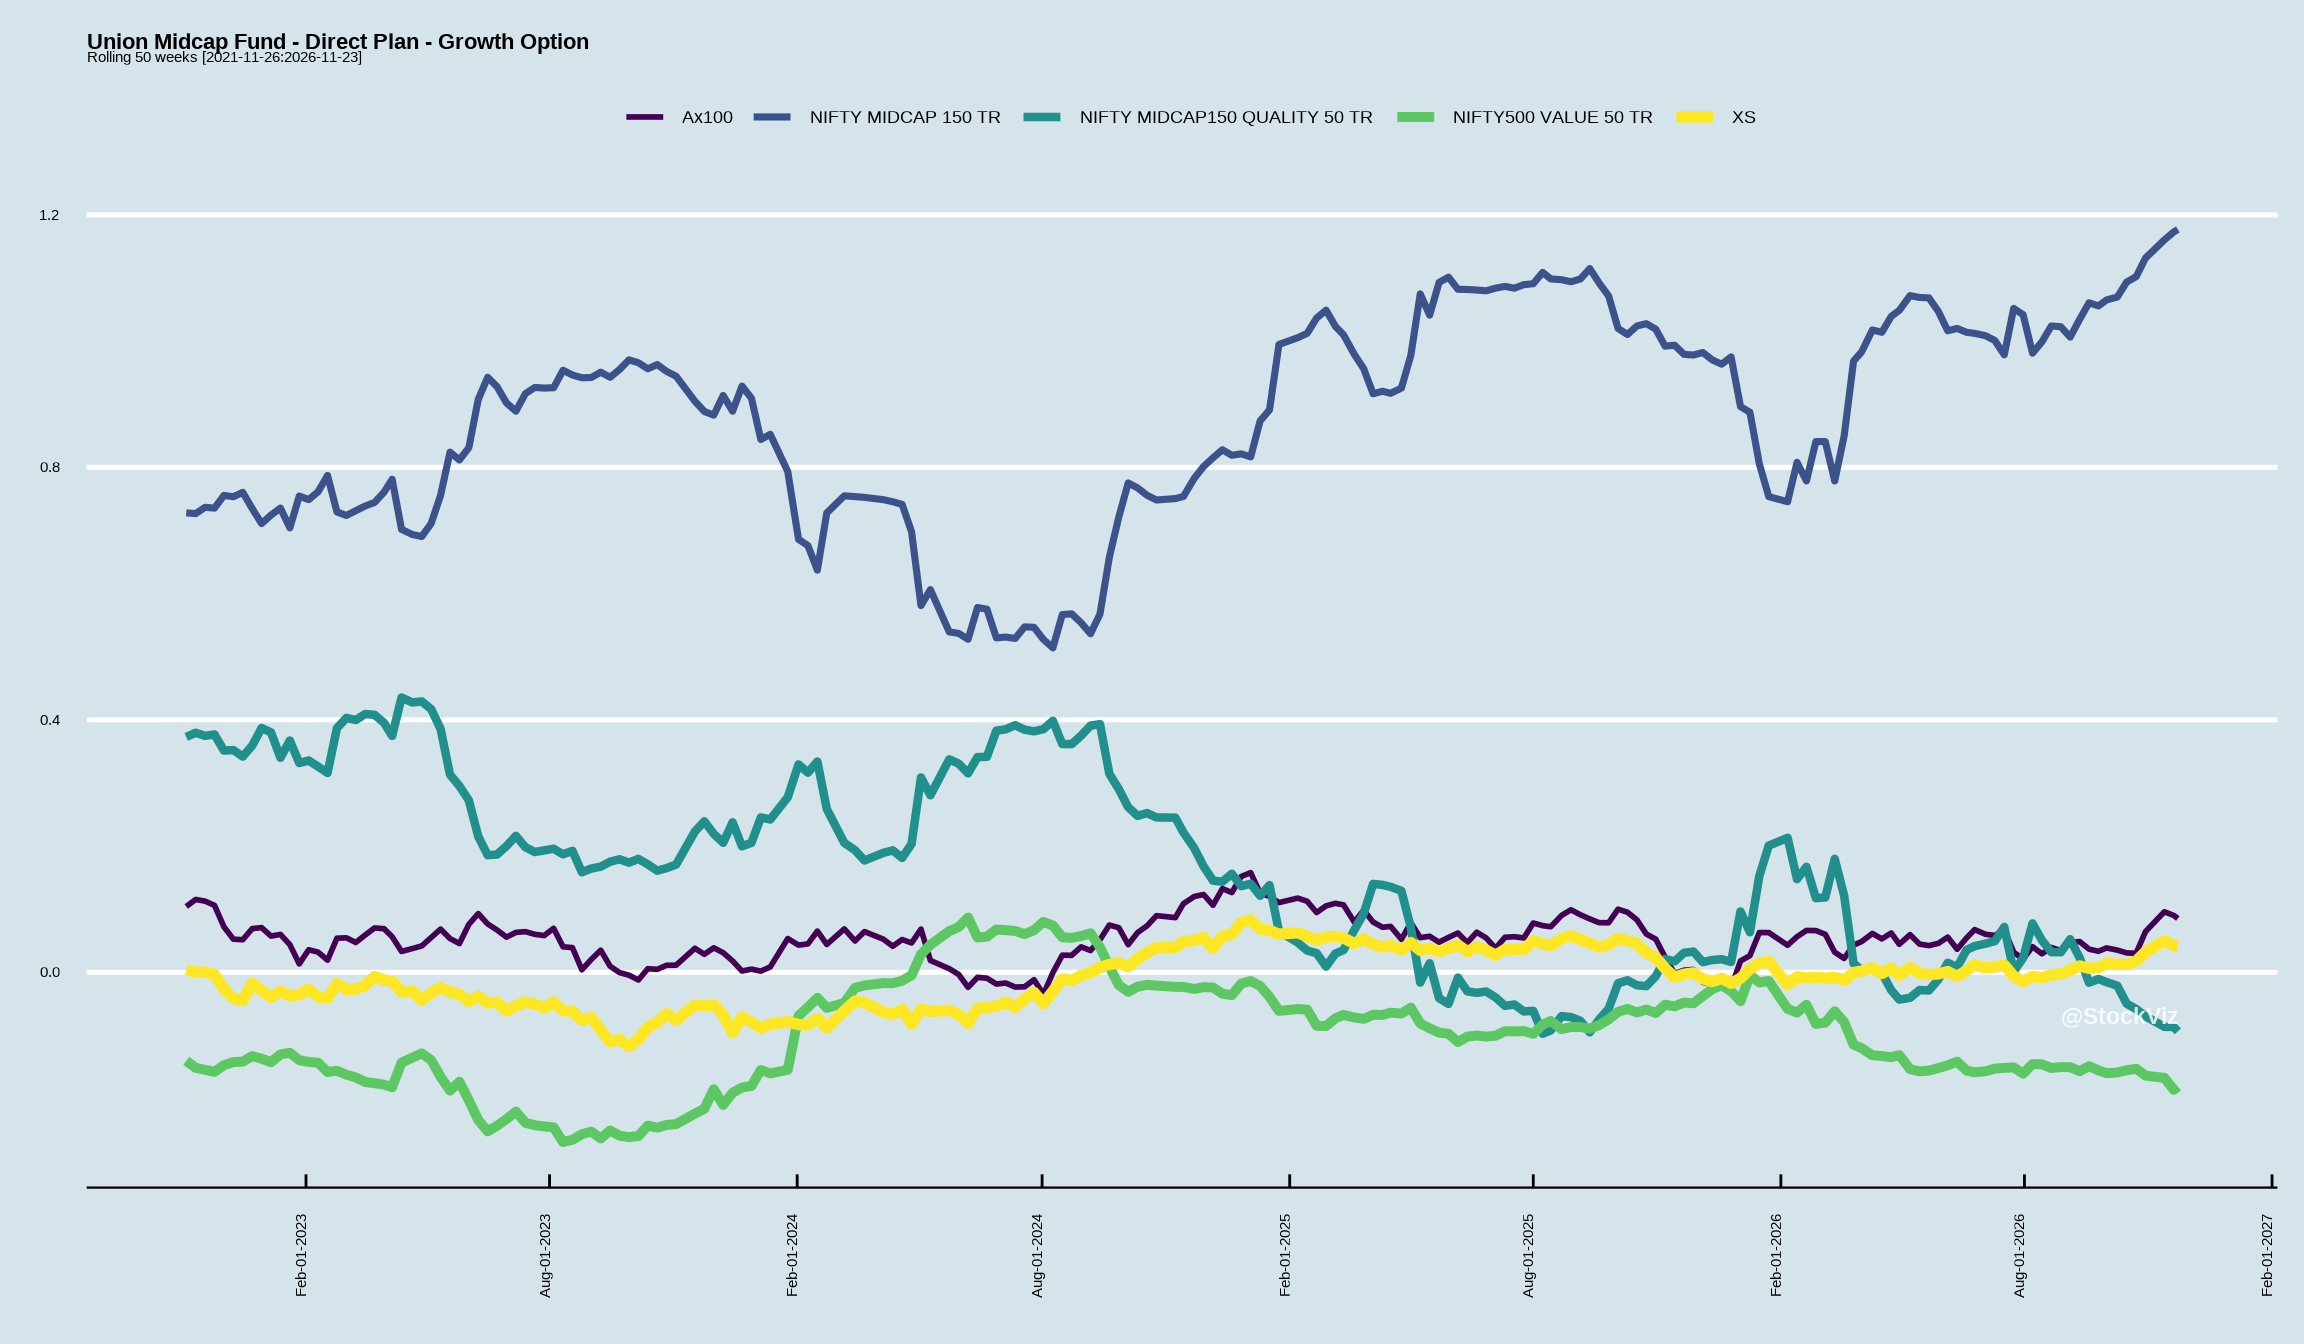 Union Midcap Fund - Direct Plan - Growth Option
Rolling 50 weeks [2021-11-26:2026-11-23]
Ax100 NIFTY MIDCAP 150 TR NIFTY MIDCAP150 QUALITY 50 TR NIFTY500 VALUE 50 TR XS
1.2
0.8
0.4
0.0
@StockViz
Feb-01-2023
Aug-01-2023
Feb-01-2024
Aug-01-2024
Feb-01-2025
Aug-01-2025
Feb-01-2026
Aug-01-2026
Feb-01-2027